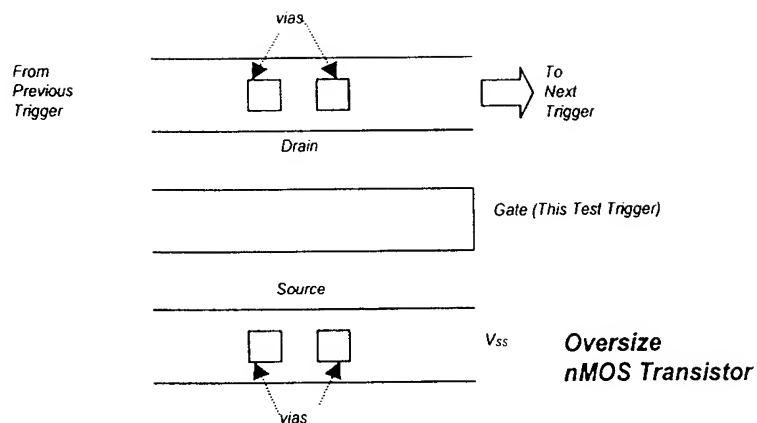 vias
From
Previous
Trigger
To
Next
Trigger
Drain
Gate (This Test Trigger)
Source
Vss
Oversize
nMOS Transistor
vias